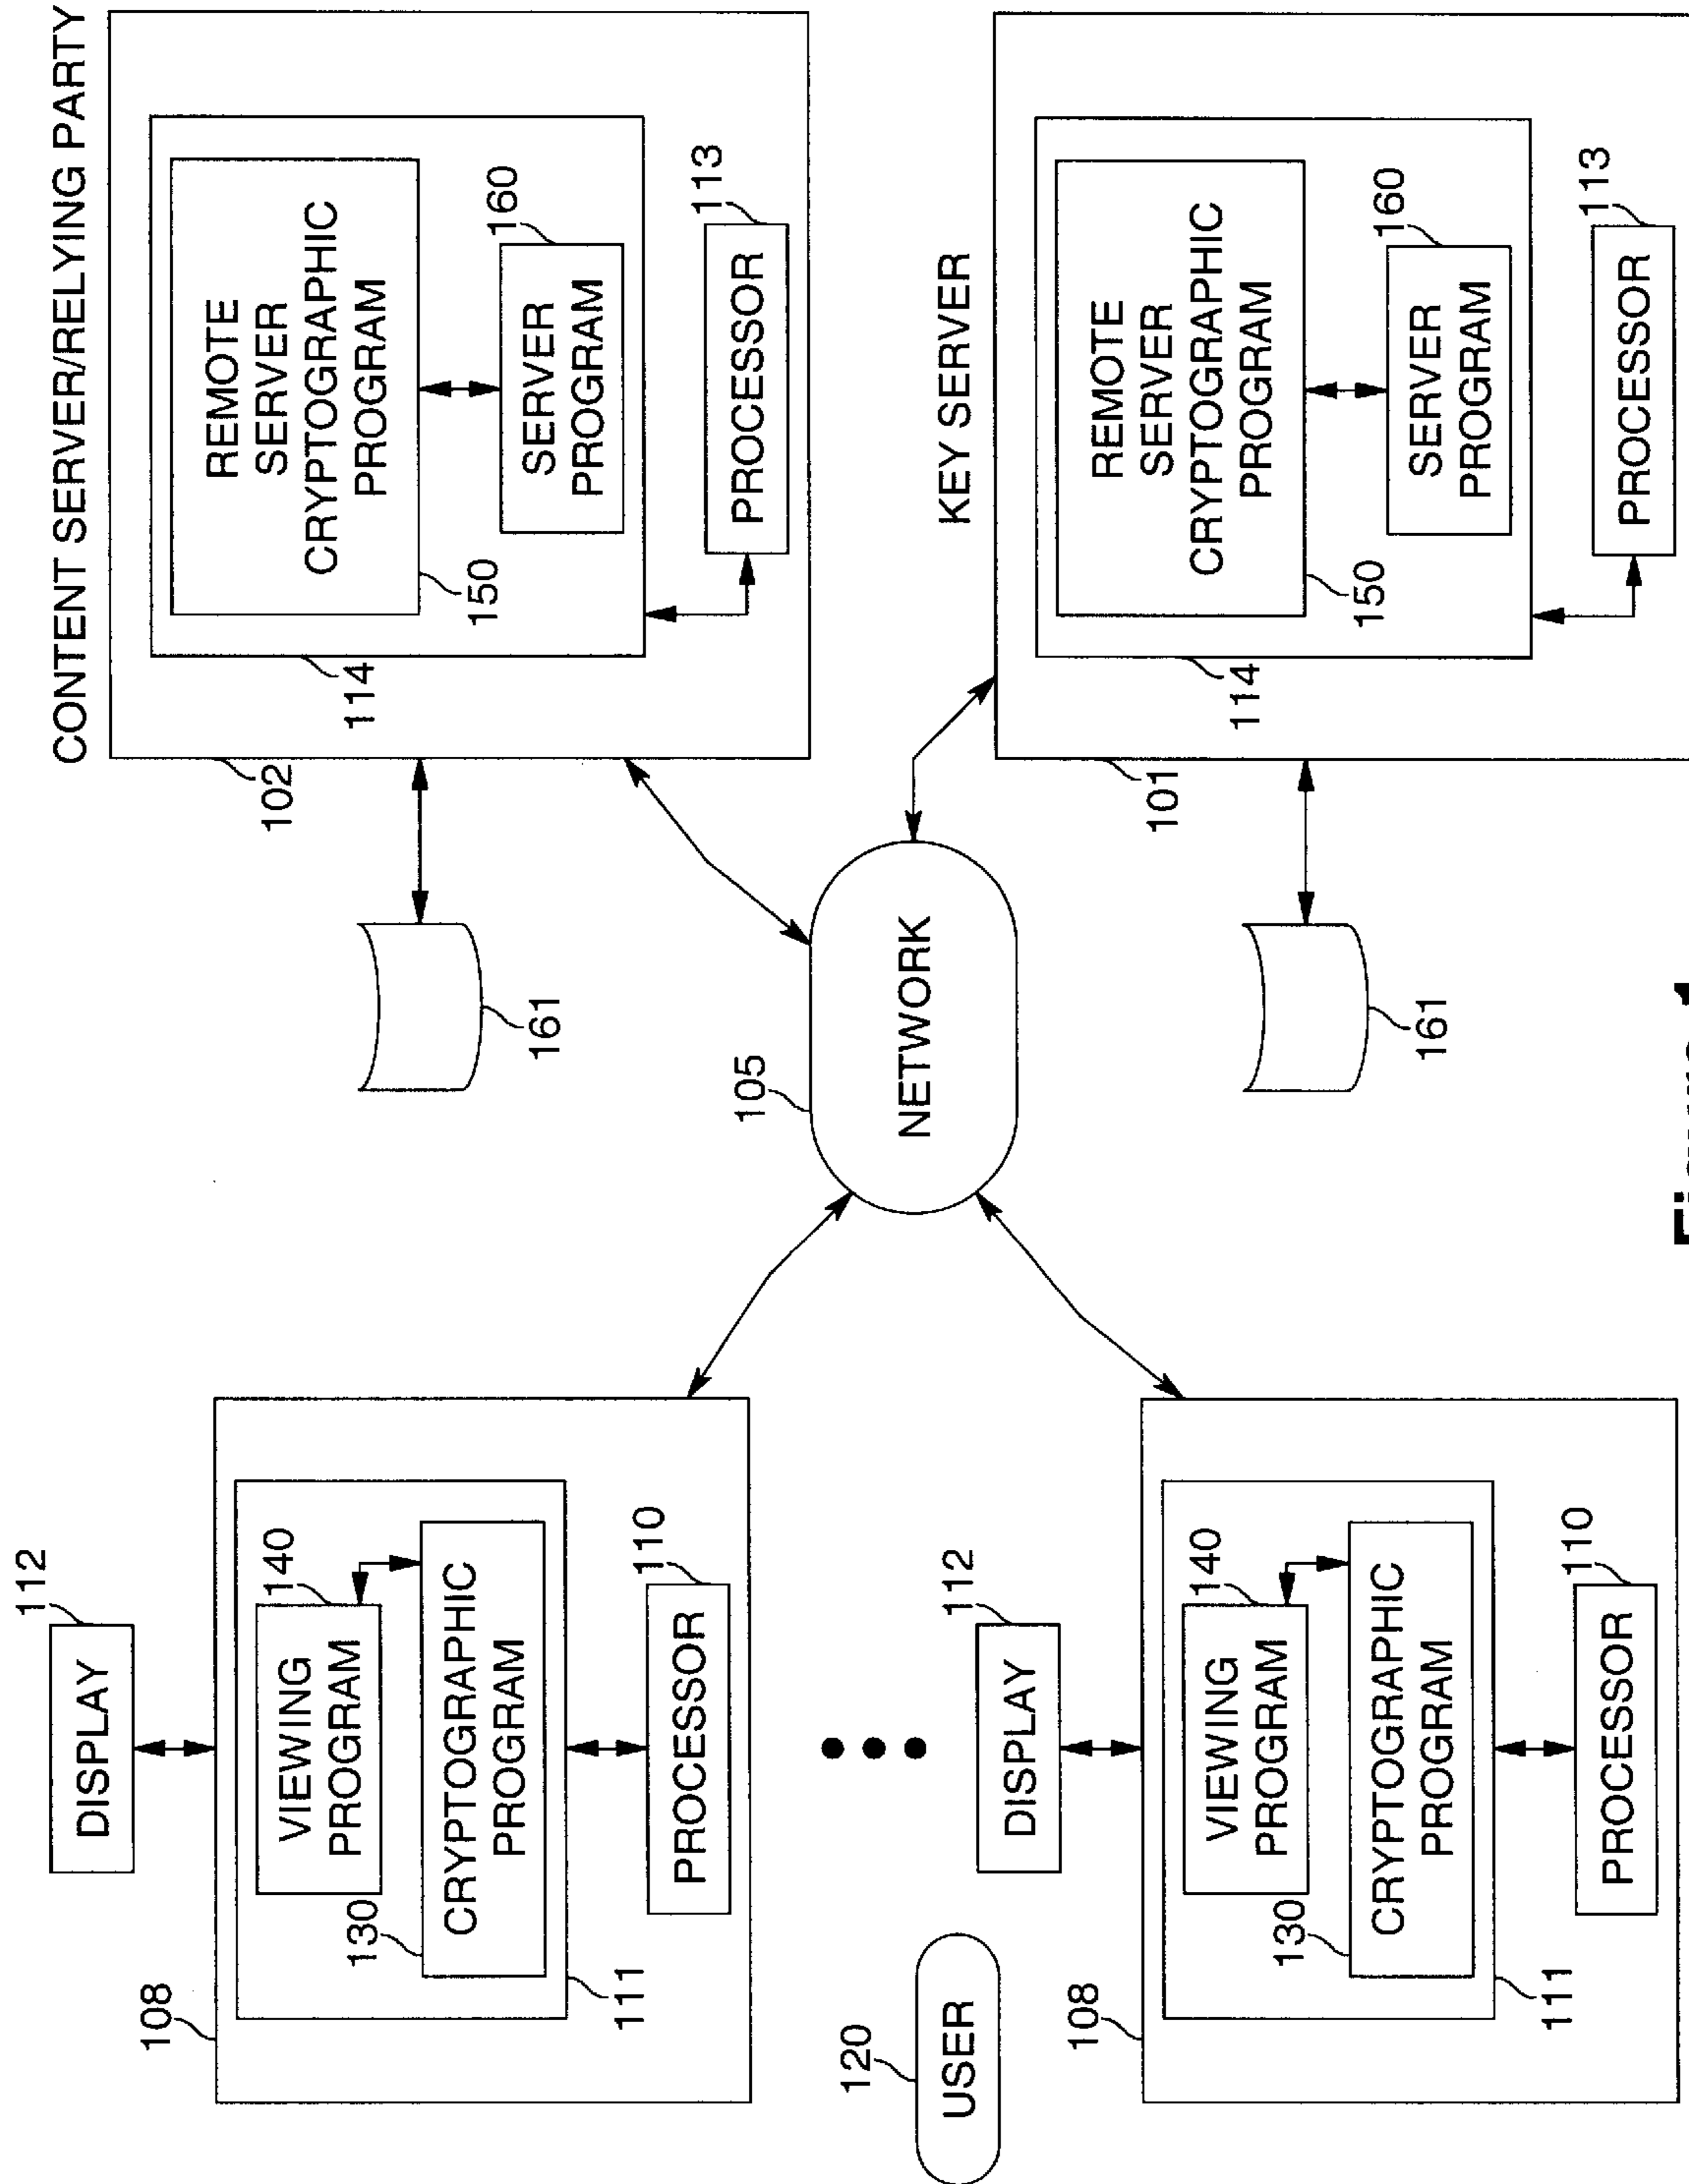 CONTENT SERVER/RELYING PARTY
102
114
REMOTE
SERVER
CRYPTOGRAPHIC
PROGRAM
150
160
SERVER
PROGRAM
113
PROCESSOR
161
KEY SERVER
101
114
REMOTE
SERVER
CRYPTOGRAPHIC
PROGRAM
150
160
SERVER
PROGRAM
113
PROCESSOR
161
105
NETWORK
112
DISPLAY
108
140
VIEWING
PROGRAM
130
CRYPTOGRAPHIC
PROGRAM
111
110
PROCESSOR
120
USER
112
DISPLAY
108
140
VIEWING
PROGRAM
130
CRYPTOGRAPHIC
PROGRAM
111
110
PROCESSOR
Figure 1